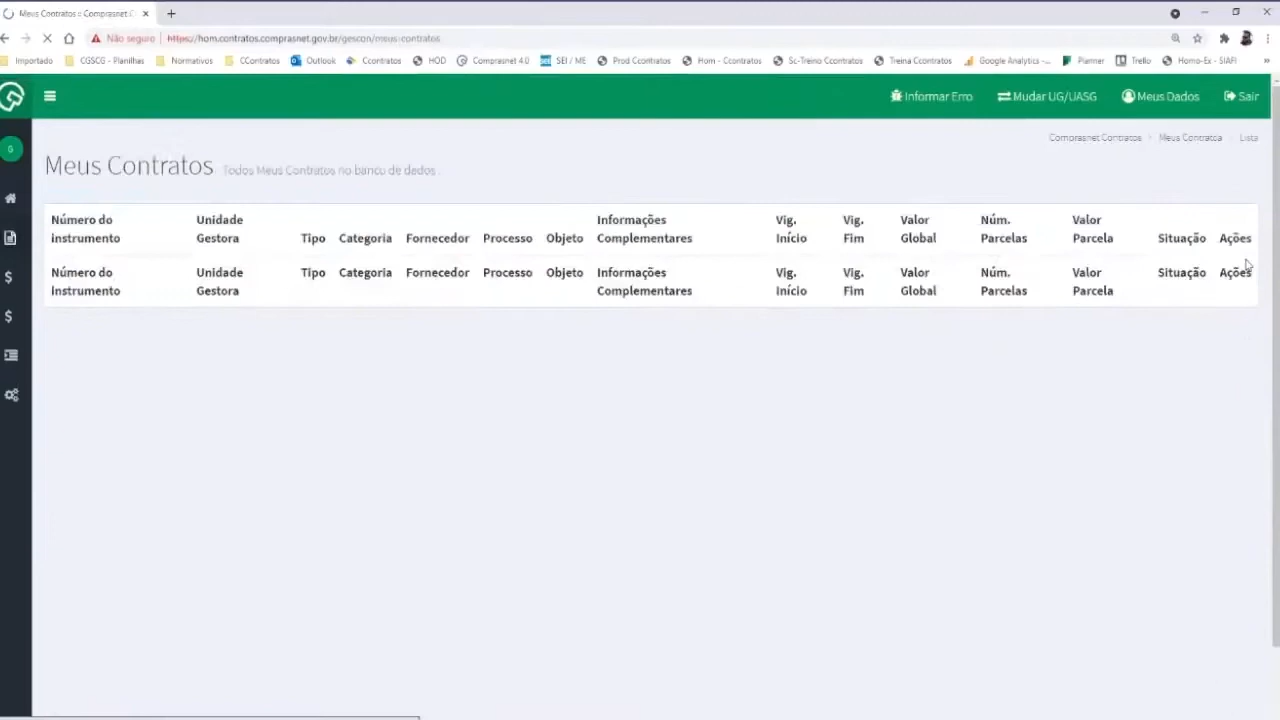 Meus Contratos :: Comprasnet C
Não seguro https://hom.contratos.comprasnet.gov.br/gescon/meus-contratos
Importado CGSCG - Planilhas Normativos CContratos Outlook Ccontratos HOD Comprasnet 4.0 SEI / ME Prod Ccontratos Hom - Ccontratos Sc-Treino Ccontratos Treina Ccontratos Google Analytics -... Planner Trello Homo-Ex - SIAFI »
Informar Erro Mudar UG/UASG Meus Dados Sair
G
Comprasnet Contratos > Meus Contratos > Lista
Meus Contratos Todos Meus Contratos no banco de dados.
Número do instrumento Unidade Gestora Tipo Categoria Fornecedor Processo Objeto Informações Complementares Vig. Início Vig. Fim Valor Global Núm. Parcelas Valor Parcela Situação Ações
Número do Instrumento Unidade Gestora Tipo Categoria Fornecedor Processo Objeto Informações Complementares Vig. Início Vig. Fim Valor Global Núm. Parcelas Valor Parcela Situação Ações